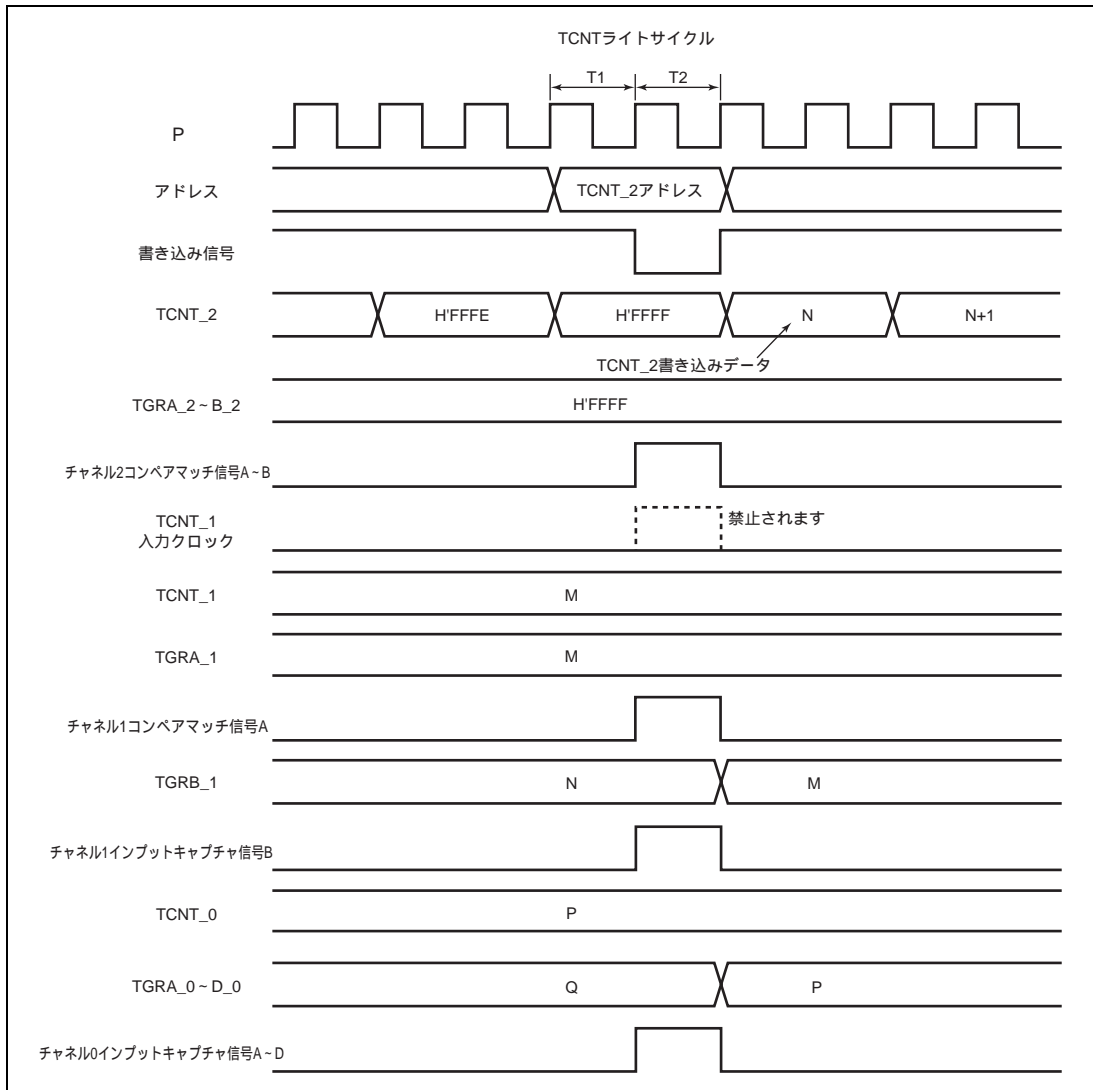 TCNTライトサイクル
T1
T2
P
アドレス
TCNT_2アドレス
書き込み信号
TCNT_2
H'FFFE
H'FFFF
N
N+1
TCNT_2書き込みデータ
TGRA_2~B_2
H'FFFF
チャネル2コンペアマッチ信号A~B
TCNT_1
入力クロック
禁止されます
TCNT_1
M
TGRA_1
M
チャネル1コンペアマッチ信号A
TGRB_1
N
M
チャネル1インプットキャプチャ信号B
TCNT_0
P
TGRA_0~D_0
Q
P
チャネル0インプットキャプチャ信号A~D